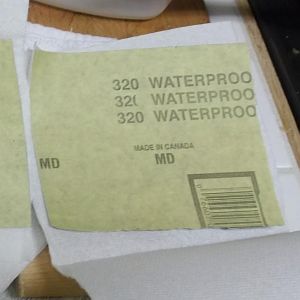 320 WATERPROO
32( WATERPROO
320 WATERPROO
MADE IN CANADA
MD MD